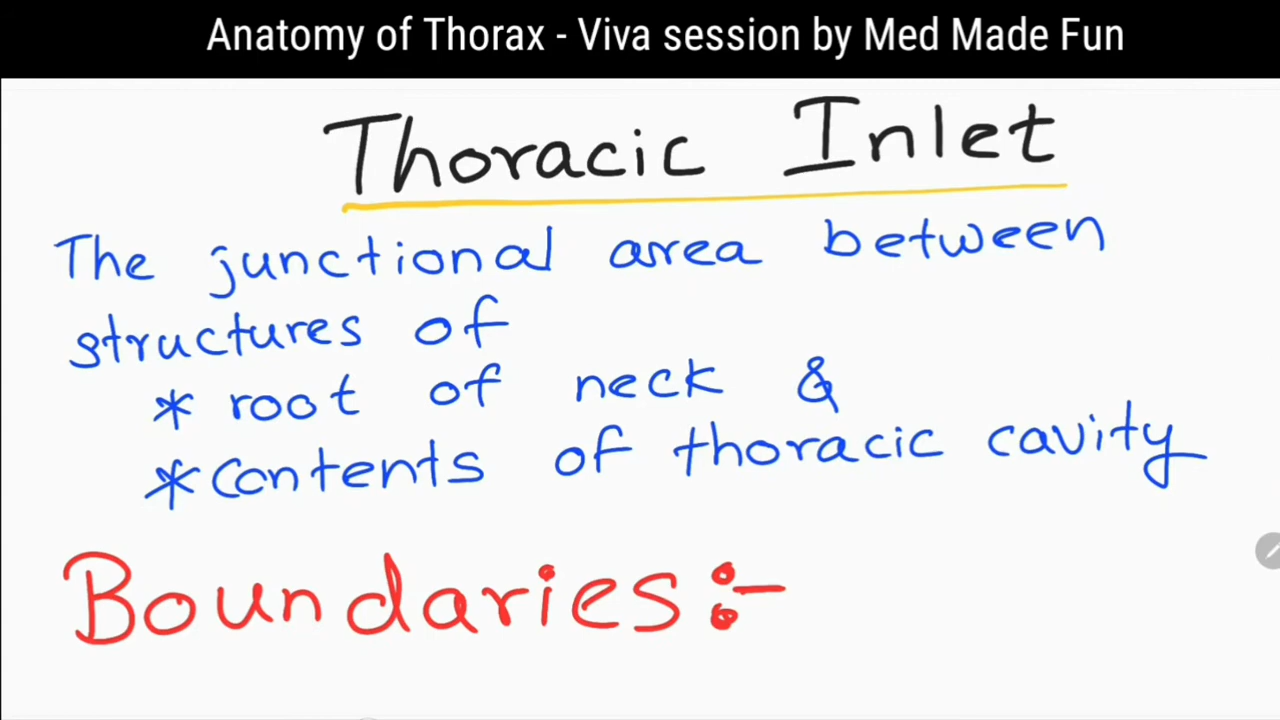 Anatomy of Thorax - Viva session by Med Made Fun
Thoracic Inlet
The junctional area between
structures of
* root of neck &
* contents of thoracic cavity
Boundaries :-